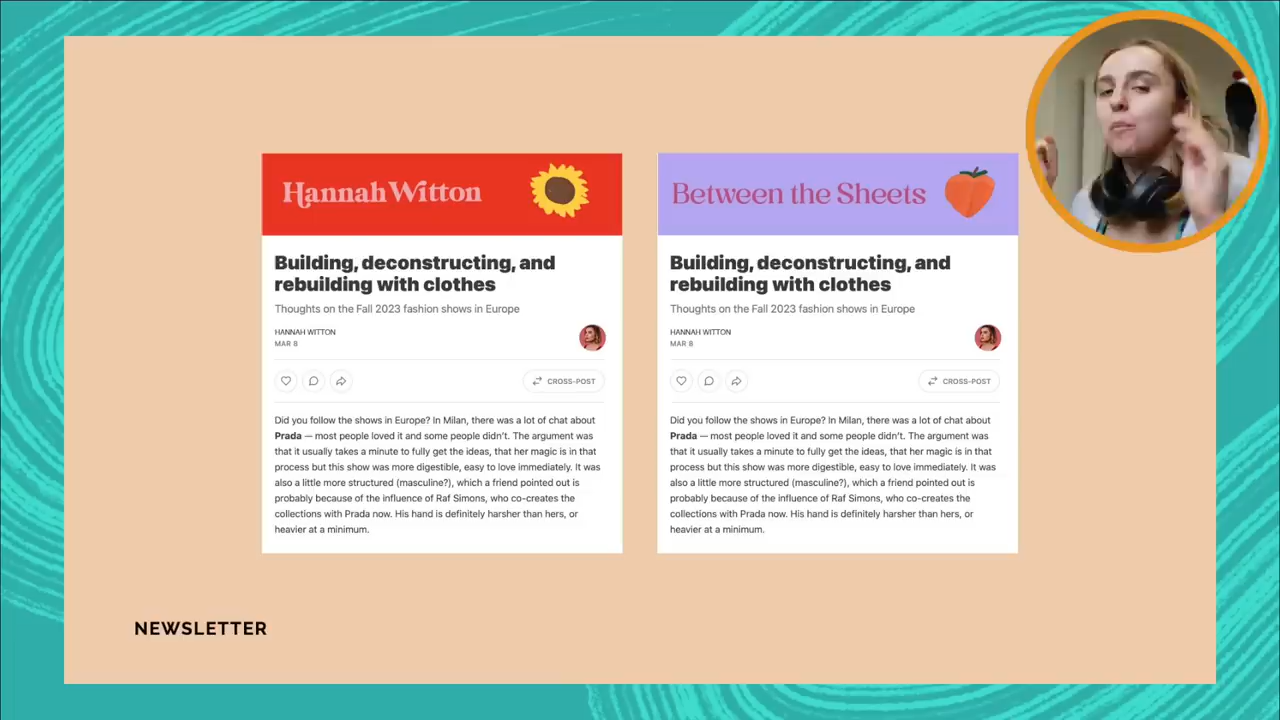 Hannah Witton
Building, deconstructing, and
rebuilding with clothes
Thoughts on the Fall 2023 fashion shows in Europe
HANNAH WITTON
MAR 8
CROSS-POST
Did you follow the shows in Europe? In Milan, there was a lot of chat about
Prada — most people loved it and some people didn't. The argument was
that it usually takes a minute to fully get the ideas, that her magic is in that
process but this show was more digestible, easy to love immediately. It was
also a little more structured (masculine?), which a friend pointed out is
probably because of the influence of Raf Simons, who co-creates the
collections with Prada now. His hand is definitely harsher than hers, or
heavier at a minimum.
Between the Sheets
Building, deconstructing, and
rebuilding with clothes
Thoughts on the Fall 2023 fashion shows in Europe
HANNAH WITTON
MAR 8
CROSS-POST
Did you follow the shows in Europe? In Milan, there was a lot of chat about
Prada — most people loved it and some people didn't. The argument was
that it usually takes a minute to fully get the ideas, that her magic is in that
process but this show was more digestible, easy to love immediately. It was
also a little more structured (masculine?), which a friend pointed out is
probably because of the influence of Raf Simons, who co-creates the
collections with Prada now. His hand is definitely harsher than hers, or
heavier at a minimum.
NEWSLETTER